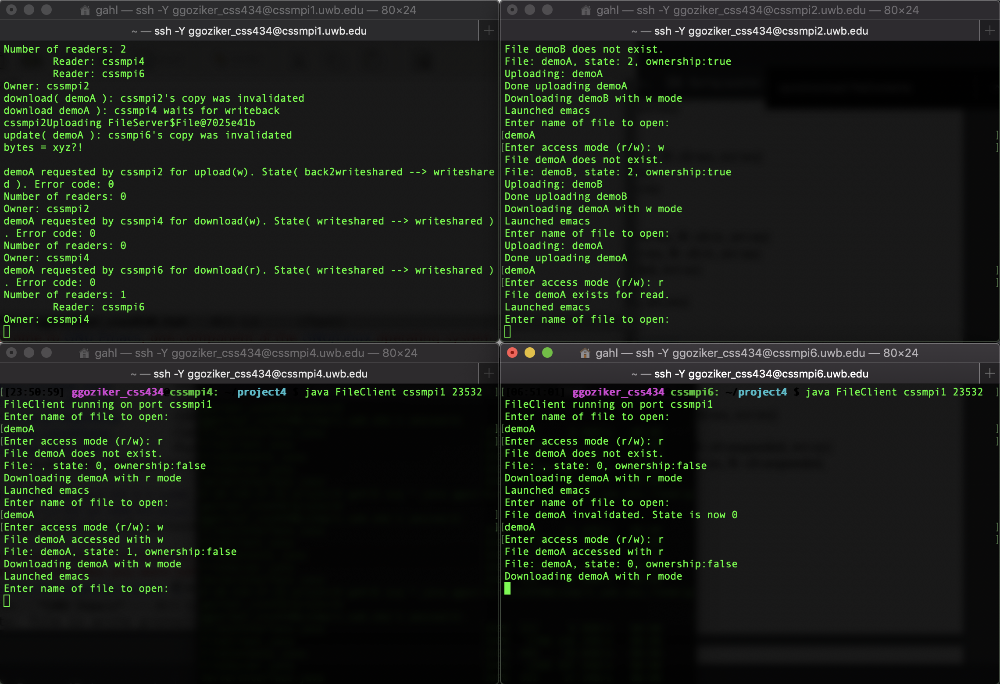 gahl — ssh -Y ggoziker_css434@cssmpi1.uwb.edu — 80×24
~ — ssh -Y ggoziker_css434@cssmpi1.uwb.edu
Number of readers: 2
Reader: cssmpi4
Reader: cssmpi6
Owner: cssmpi2
download( demoA ): cssmpi2's copy was invalidated
download demoA ): cssmpi4 waits for writeback
cssmpi2Uploading FileServer$File@7025e41b
update( demoA ): cssmpi6's copy was invalidated
bytes = xyz?!
demoA requested by cssmpi2 for upload(w). State( back2writeshared --> writeshare
d ). Error code: 0
Number of readers: 0
Owner: cssmpi2
demoA requested by cssmpi4 for download(w). State( writeshared --> writeshared )
. Error code: 0
Number of readers: 0
Owner: cssmpi4
demoA requested by cssmpi6 for download(r). State( writeshared --> writeshared )
. Error code: 0
Number of readers: 1
Reader: cssmpi6
Owner: cssmpi4
gahl — ssh -Y ggoziker_css434@cssmpi2.uwb.edu — 80×24
~ — ssh -Y ggoziker_css434@cssmpi2.uwb.edu
File demoB does not exist.
File: demoA, state: 2, ownership:true
Uploading: demoA
Done uploading demoA
Downloading demoB with w mode
Launched emacs
Enter name of file to open:
[demoA ]
[Enter access mode (r/w): w ]
File demoA does not exist.
File: demoB, state: 2, ownership:true
Uploading: demoB
Done uploading demoB
Downloading demoA with w mode
Launched emacs
Enter name of file to open:
Uploading: demoA
Done uploading demoA
[demoA ]
[Enter access mode (r/w): r ]
File demoA exists for read.
Launched emacs
Enter name of file to open:
gahl — ssh -Y ggoziker_css434@cssmpi4.uwb.edu — 80×24
~ — ssh -Y ggoziker_css434@cssmpi4.uwb.edu
[[23:50:59] ggoziker_css434@cssmpi4: ~/project4 $ java FileClient cssmpi1 23532 ]
FileClient running on port cssmpi1
Enter name of file to open:
[demoA ]
[Enter access mode (r/w): r ]
File demoA does not exist.
File: , state: 0, ownership:false
Downloading demoA with r mode
Launched emacs
Enter name of file to open:
[demoA ]
[Enter access mode (r/w): w ]
File demoA accessed with w
File: demoA, state: 1, ownership:false
Downloading demoA with w mode
Launched emacs
Enter name of file to open:
gahl — ssh -Y ggoziker_css434@cssmpi6.uwb.edu — 80×24
~ — ssh -Y ggoziker_css434@cssmpi6.uwb.edu
[[06:51:01] ggoziker_css434 cssmpi6: ~/project4 $ java FileClient cssmpi1 23532 ]
FileClient running on port cssmpi1
Enter name of file to open:
[demoA ]
[Enter access mode (r/w): r ]
File demoA does not exist.
File: , state: 0, ownership:false
Downloading demoA with r mode
Launched emacs
Enter name of file to open:
File demoA invalidated. State is now 0
[demoA ]
[Enter access mode (r/w): r ]
File demoA accessed with r
File: demoA, state: 0, ownership:false
Downloading demoA with r mode